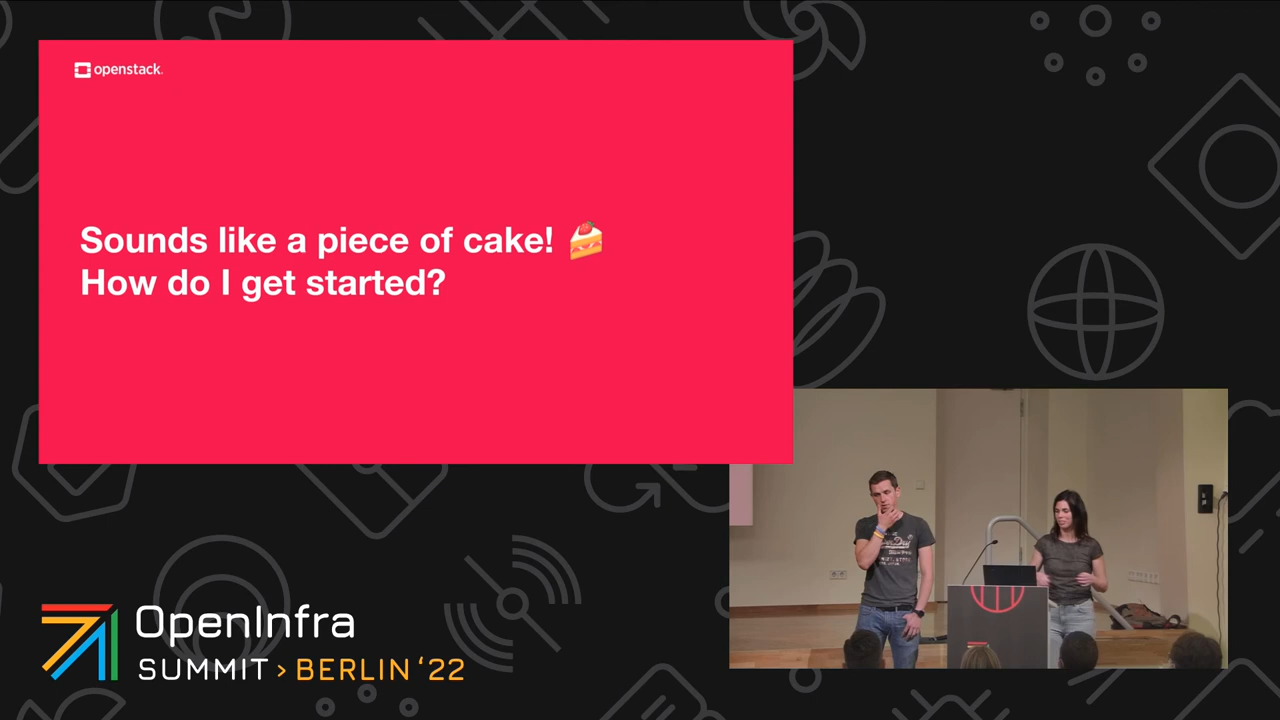 openstack.
Sounds like a piece of cake! 🍰
How do I get started?
OpenInfra
SUMMIT > BERLIN '22